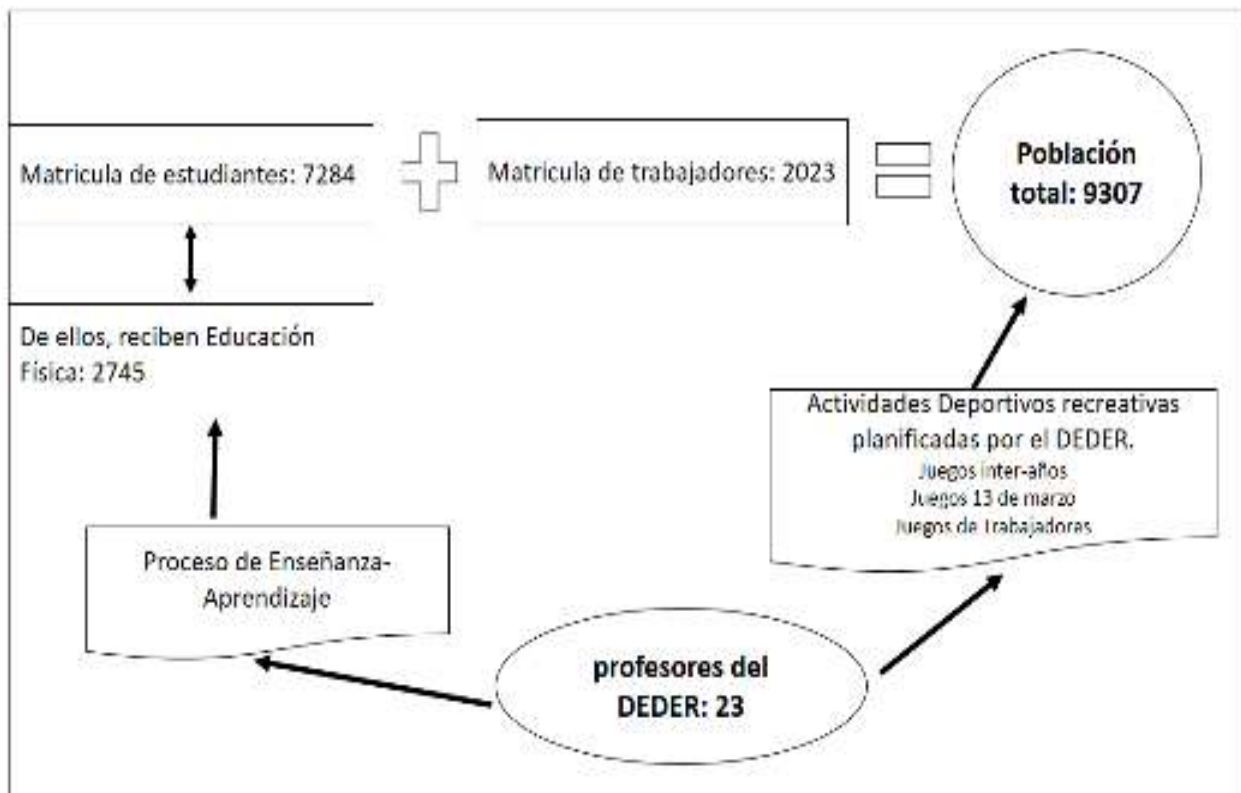 Matricula de estudiantes: 7284
Matricula de trabajadores: 2023
Población
total: 9307
De ellos, reciben Educación
Fisica: 2745
Actividades Deportivos recreativas
planificadas por el DEDER.
Juegos inter-años
Juegos 13 de marzo
Juegos de Trabajadores
Proceso de Enseñanza-
Aprendizaje
profesores del
DEDER: 23